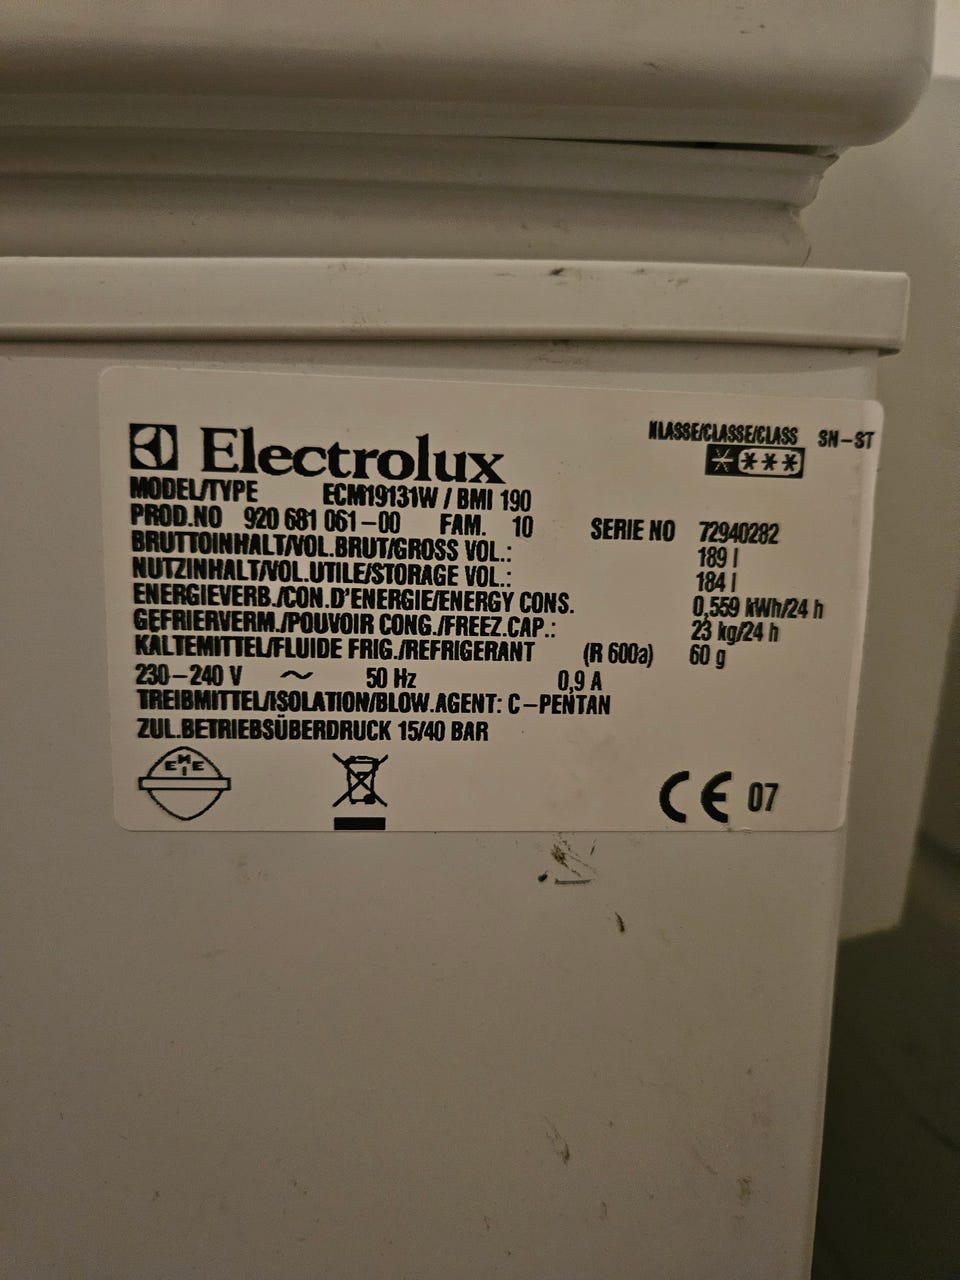 Electrolux
KLASSE/CLASSE/CLASS SN-ST
MODEL/TYPE ECM19131W / BMI 190
PROD.NO 920 681 061-00 FAM. 10 SERIE NO 72940282
BRUTTOINHALT/VOL.BRUT/GROSS VOL.: 189 l
NUTZINHALT/VOL.UTILE/STORAGE VOL.: 184 l
ENERGIEVERB./CON.D'ENERGIE/ENERGY CONS. 0,559 kWh/24 h
GEFRIERVERM./POUVOIR CONG./FREEZ.CAP.: 23 kg/24 h
KÄLTEMITTEL/FLUIDE FRIG./REFRIGERANT (R 600a) 60 g
230-240 V ~ 50 Hz 0,9 A
TREIBMITTEL/ISOLATION/BLOW.AGENT: C-PENTAN
ZUL.BETRIEBSÜBERDRUCK 15/40 BAR
EMEI
CE 07